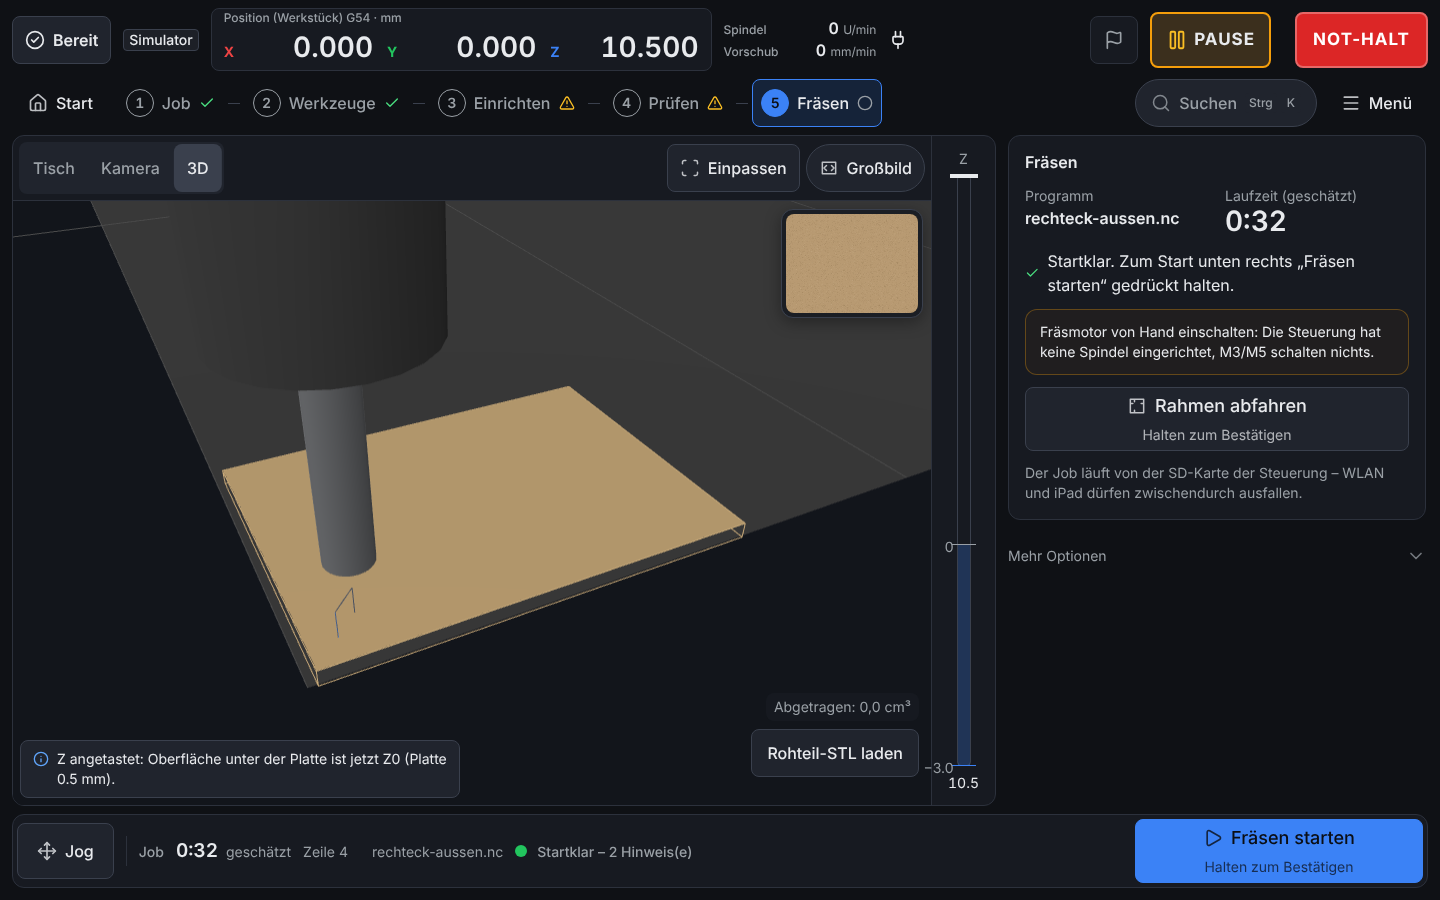 Bereit
Simulator
Position (Werkstück) G54 · mm
X 0.000 Y 0.000 Z 10.500
Spindel 0 U/min
Vorschub 0 mm/min
PAUSE
NOT-HALT
Start
1 Job
2 Werkzeuge
3 Einrichten
4 Prüfen
5 Fräsen
Suchen Strg K
Menü
Tisch Kamera 3D
Einpassen
Großbild
Z
0
−3.0
10.5
Abgetragen: 0,0 cm³
Rohteil-STL laden
Z angetastet: Oberfläche unter der Platte ist jetzt Z0 (Platte
0.5 mm).
Fräsen
Programm
rechteck-aussen.nc
Laufzeit (geschätzt)
0:32
Startklar. Zum Start unten rechts „Fräsen
starten“ gedrückt halten.
Fräsmotor von Hand einschalten: Die Steuerung hat
keine Spindel eingerichtet, M3/M5 schalten nichts.
Rahmen abfahren
Halten zum Bestätigen
Der Job läuft von der SD-Karte der Steuerung – WLAN
und iPad dürfen zwischendurch ausfallen.
Mehr Optionen
Jog
Job 0:32 geschätzt Zeile 4 rechteck-aussen.nc Startklar – 2 Hinweis(e)
Fräsen starten
Halten zum Bestätigen